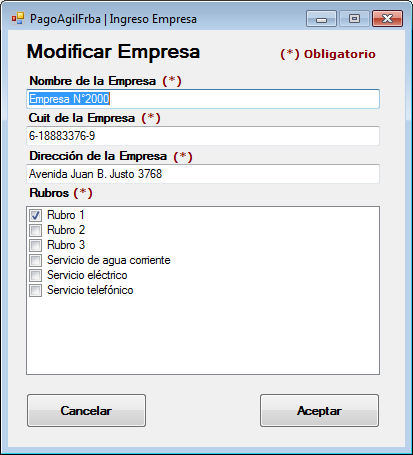 PagoAgilFrba | Ingreso Empresa
Modificar Empresa (*) Obligatorio
Nombre de la Empresa (*)
Empresa N°2000
Cuit de la Empresa (*)
6-18883376-9
Dirección de la Empresa (*)
Avenida Juan B. Justo 3768
Rubros (*)
Rubro 1
Rubro 2
Rubro 3
Servicio de agua corriente
Servicio eléctrico
Servicio telefónico
Cancelar Aceptar